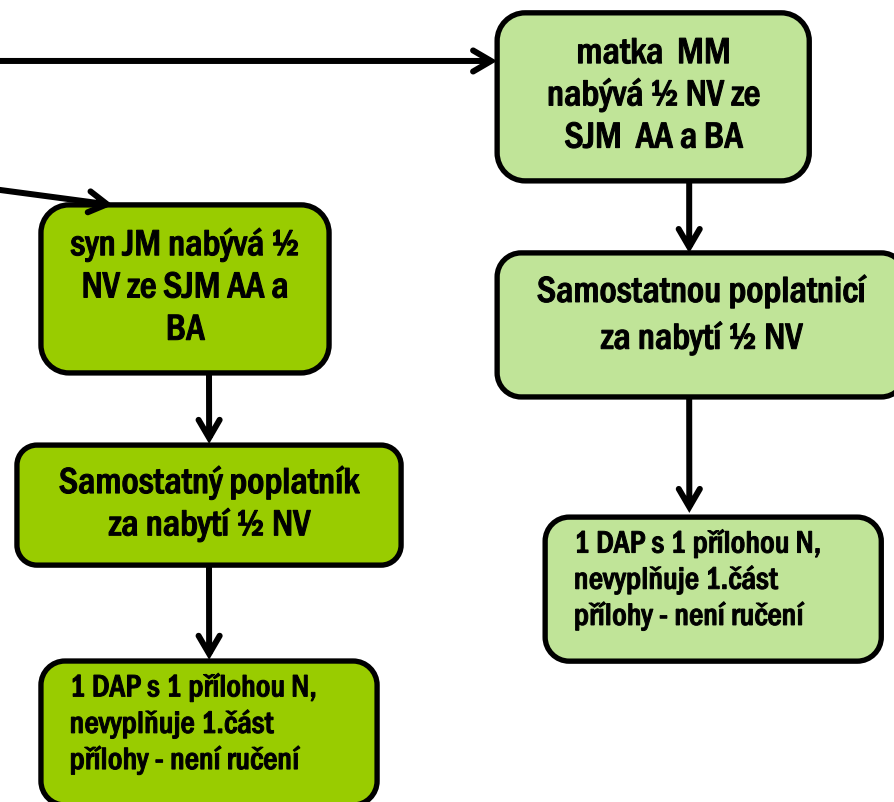 matka MM
nabývá ½ NV ze
SJM AA a BA
syn JM nabývá ½
NV ze SJM AA a
BA
Samostatnou poplatnicí
za nabytí ½ NV
Samostatný poplatník
za nabytí ½ NV
1 DAP s 1 přílohou N,
nevyplňuje 1.část
přílohy - není ručení
1 DAP s 1 přílohou N,
nevyplňuje 1.část
přílohy - není ručení